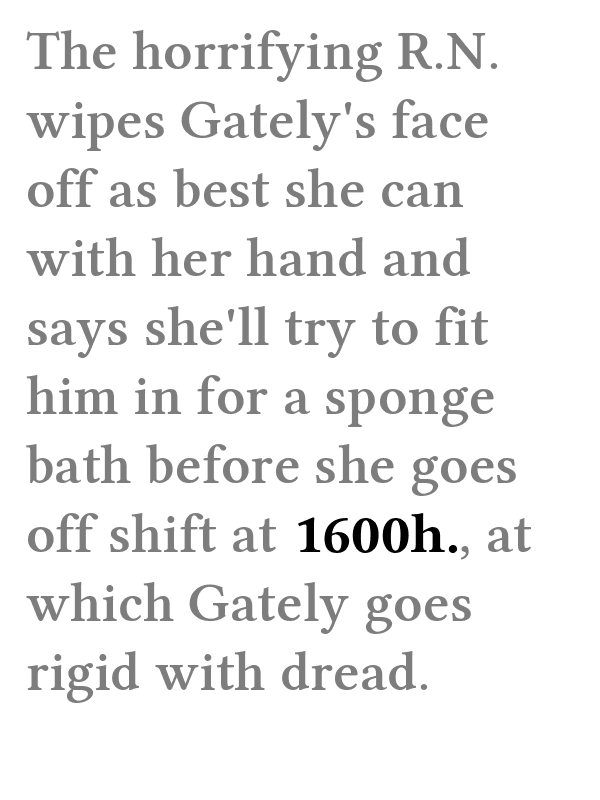 The horrifying R.N.
wipes Gately's face
off as best she can
with her hand and
says she'll try to fit
him in for a sponge
bath before she goes
off shift at 1600h., at
which Gately goes
rigid with dread.